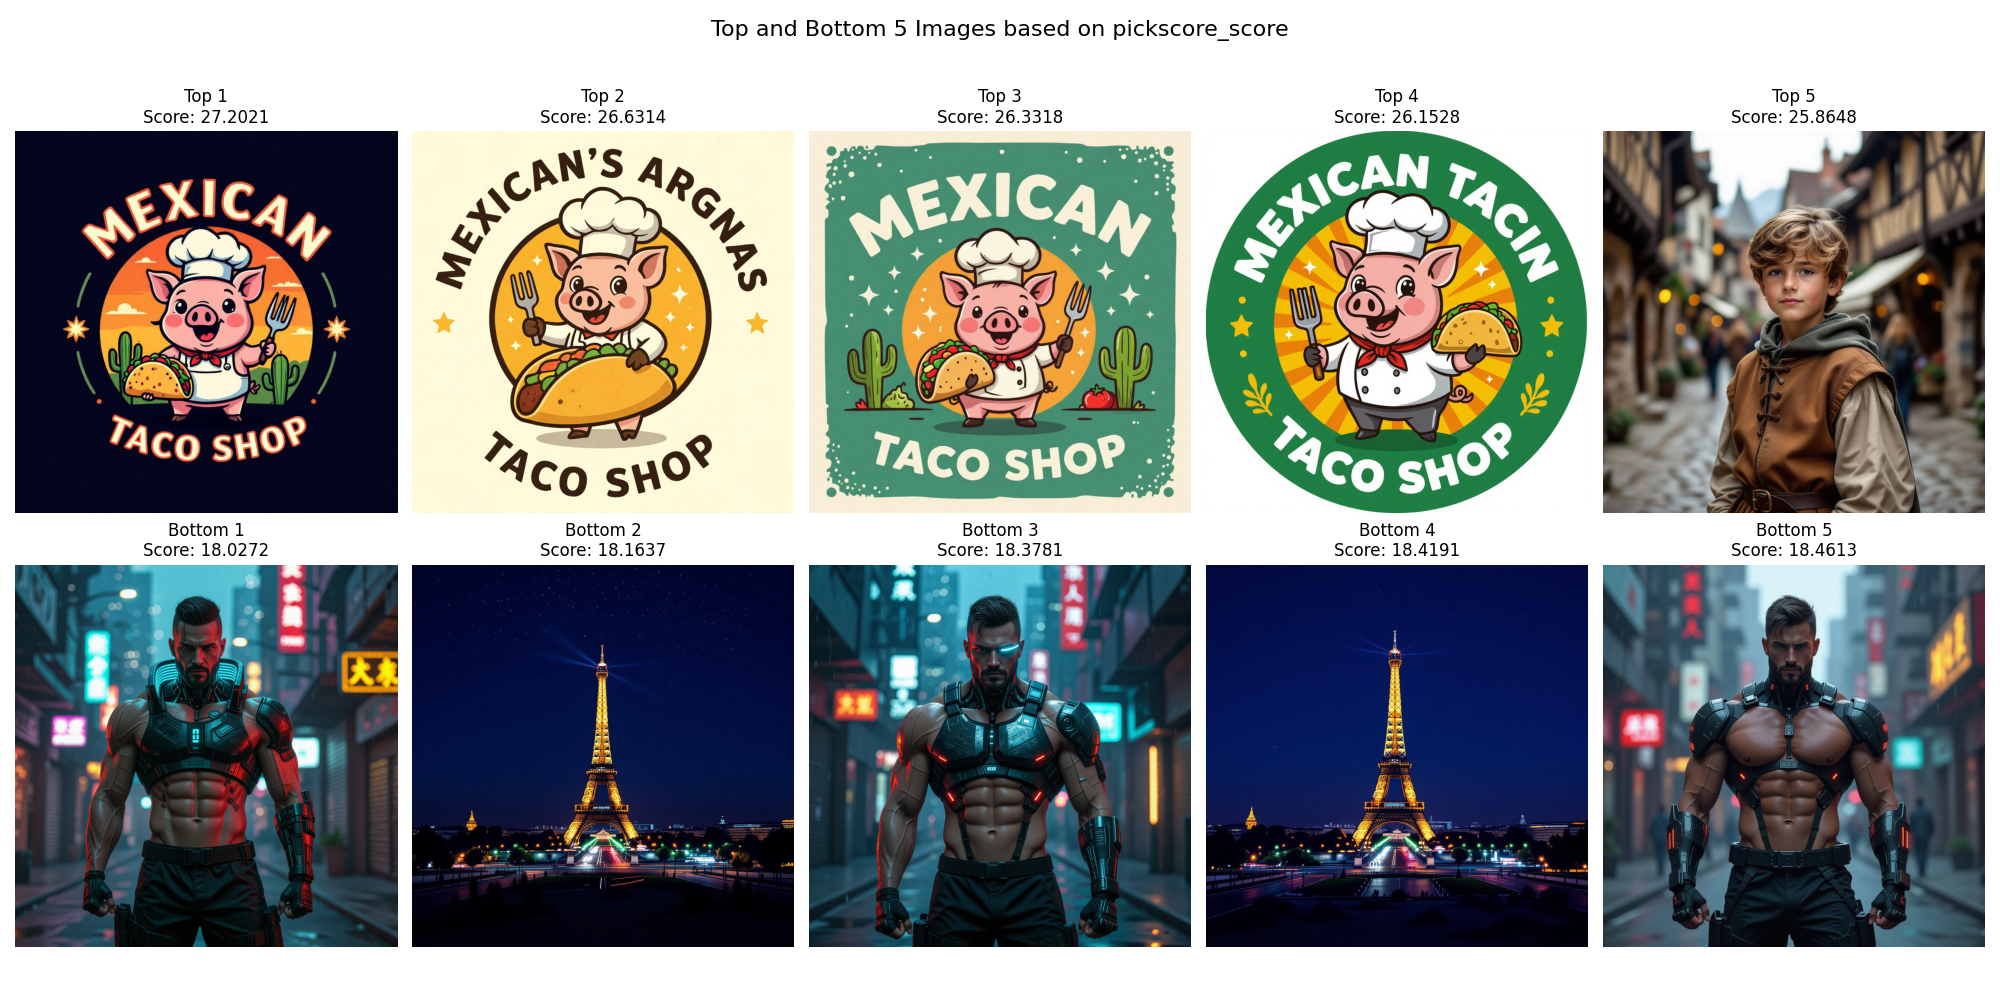 Top and Bottom 5 Images based on pickscore_score
Top 1
Score: 27.2021
Top 2
Score: 26.6314
Top 3
Score: 26.3318
Top 4
Score: 26.1528
Top 5
Score: 25.8648
MEXICAN
TACO SHOP
MEXICAN'S ARGNAS
TACO SHOP
MEXICAN
TACO SHOP
MEXICAN TACIN
TACO SHOP
Bottom 1
Score: 18.0272
Bottom 2
Score: 18.1637
Bottom 3
Score: 18.3781
Bottom 4
Score: 18.4191
Bottom 5
Score: 18.4613